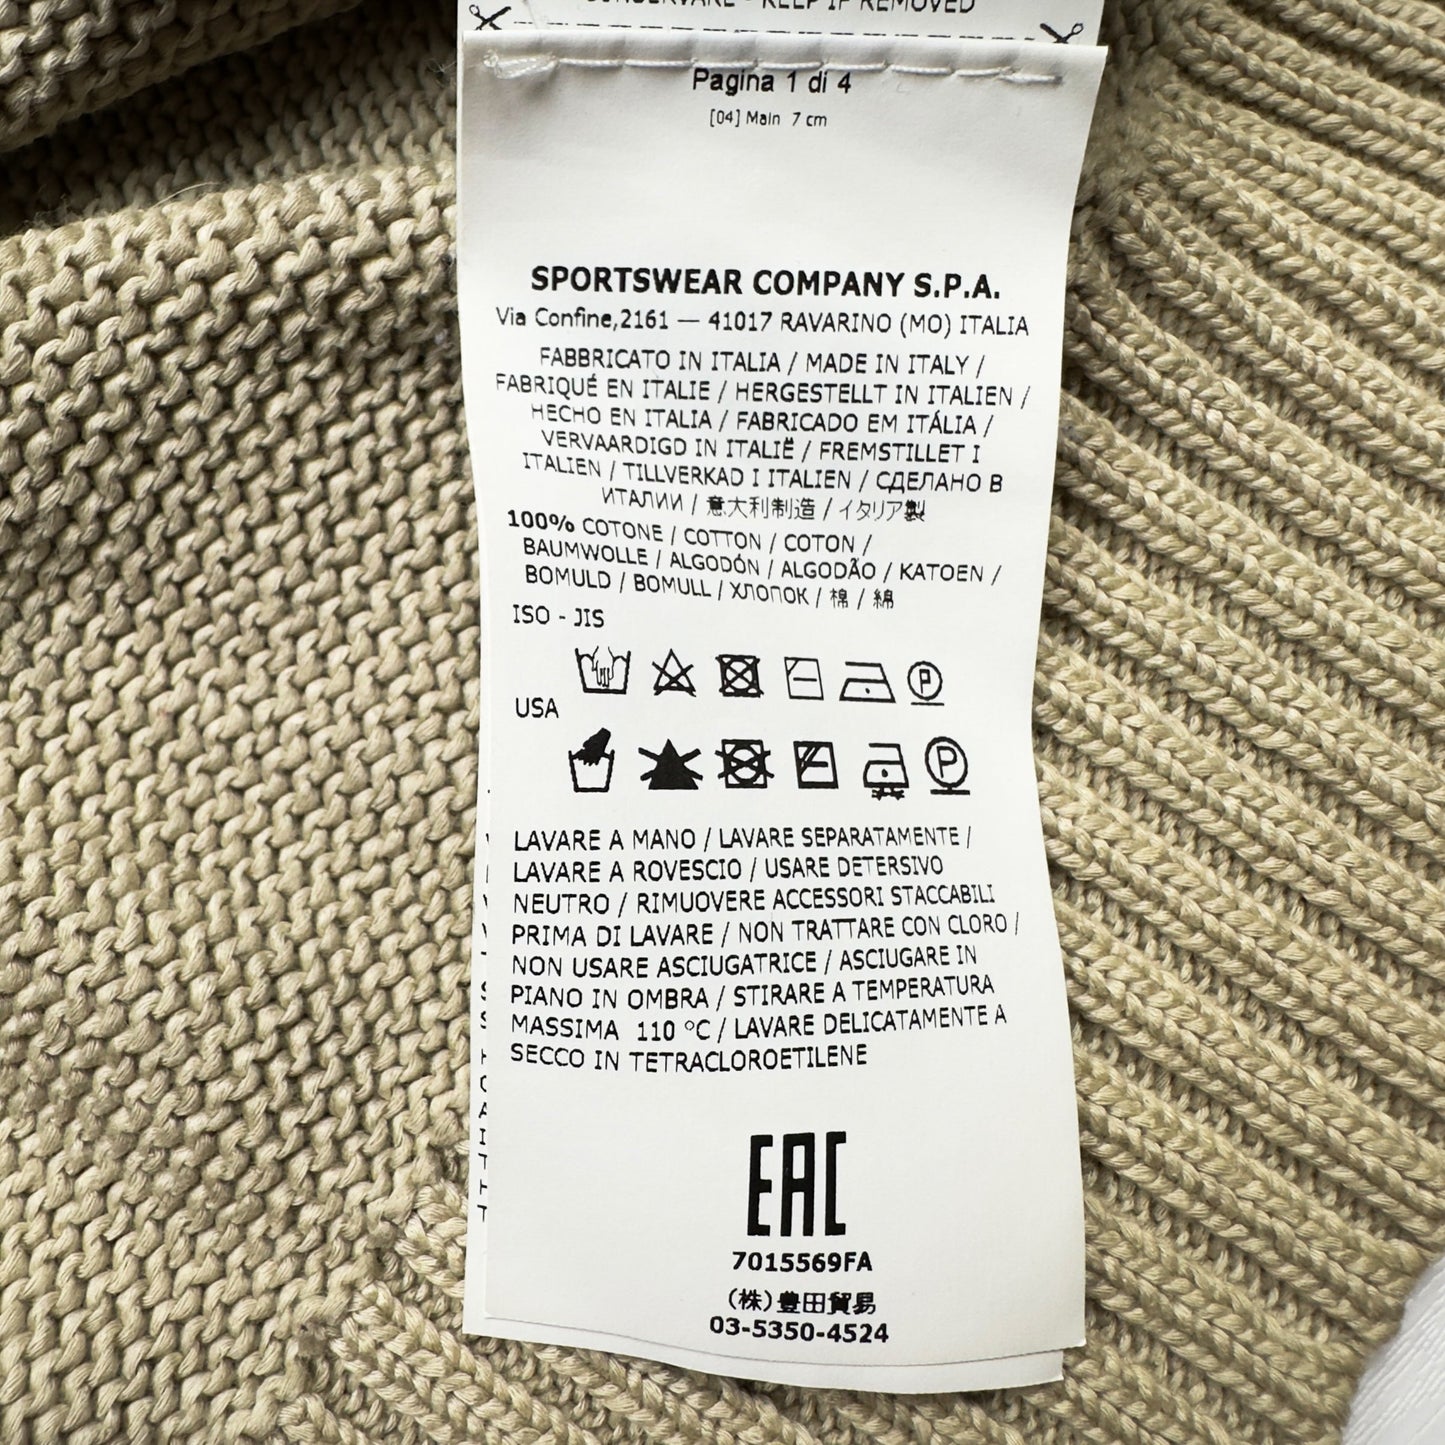 CONSERVARE - KEEP IF REMOVED
Pagina 1 di 4
[04] Main 7 cm
SPORTSWEAR COMPANY S.P.A.
Via Confine,2161 — 41017 RAVARINO (MO) ITALIA
FABBRICATO IN ITALIA / MADE IN ITALY /
FABRIQUÉ EN ITALIE / HERGESTELLT IN ITALIEN /
HECHO EN ITALIA / FABRICADO EM ITÁLIA /
VERVAARDIGD IN ITALIË / FREMSTILLET I
ITALIEN / TILLVERKAD I ITALIEN / СДЕЛАНО В
ИТАЛИИ / 意大利制造 / イタリア製
100% COTONE / COTTON / COTON /
BAUMWOLLE / ALGODÓN / ALGODÃO / KATOEN /
BOMULD / BOMULL / ХЛОПОК / 棉 / 綿
ISO - JIS
P
USA
P
LAVARE A MANO / LAVARE SEPARATAMENTE /
LAVARE A ROVESCIO / USARE DETERSIVO
NEUTRO / RIMUOVERE ACCESSORI STACCABILI
PRIMA DI LAVARE / NON TRATTARE CON CLORO /
NON USARE ASCIUGATRICE / ASCIUGARE IN
PIANO IN OMBRA / STIRARE A TEMPERATURA
MASSIMA 110 °C / LAVARE DELICATAMENTE A
SECCO IN TETRACLOROETILENE
EAC
7015569FA
(株)豊田貿易
03-5350-4524